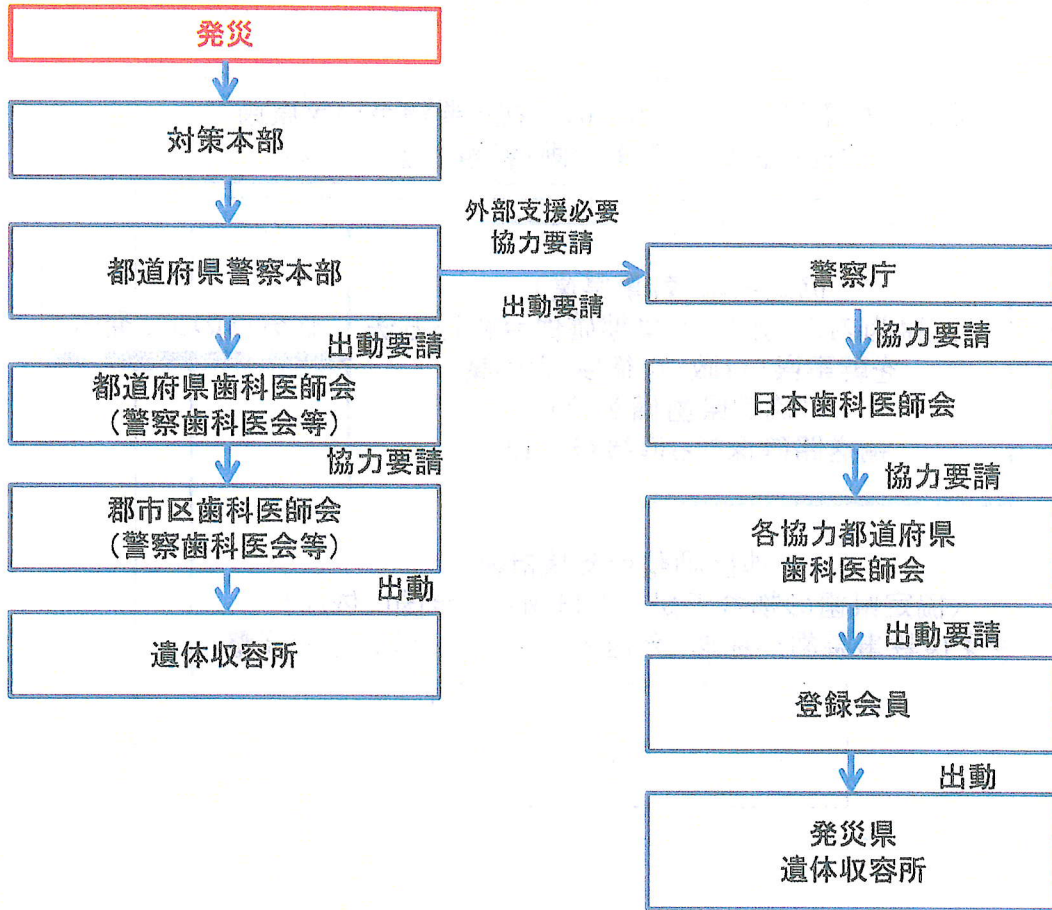 発災
対策本部
都道府県警察本部
出動要請
都道府県歯科医師会
(警察歯科医会等)
協力要請
郡市区歯科医師会
(警察歯科医会等)
出動
遺体収容所
外部支援必要
協力要請
出動要請
警察庁
協力要請
日本歯科医師会
協力要請
各協力都道府県
歯科医師会
出動要請
登録会員
出動
発災県
遺体収容所